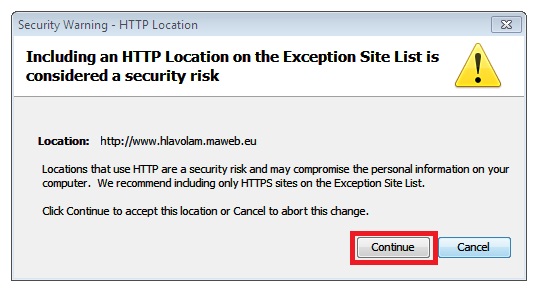 Security Warning - HTTP Location
Including an HTTP Location on the Exception Site List is
considered a security risk
Location: http://www.hlavolam.maweb.eu
Locations that use HTTP are a security risk and may compromise the personal information on your
computer. We recommend including only HTTPS sites on the Exception Site List.
Click Continue to accept this location or Cancel to abort this change.
Continue Cancel